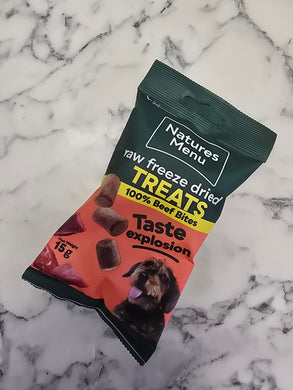 Natures
Menu
raw freeze dried
TREATS
100% Beef Bites
Taste
explosion
15g